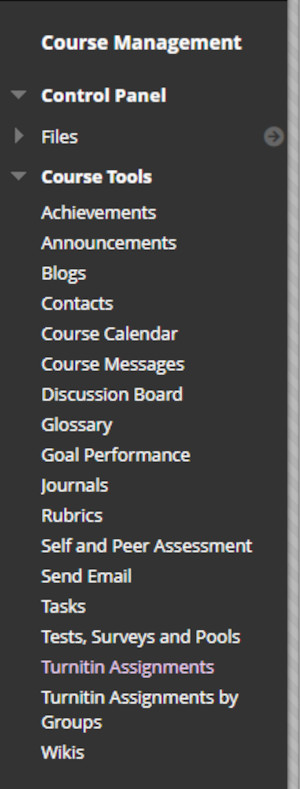 Course Management
Control Panel
Files
Course Tools
Achievements
Announcements
Blogs
Contacts
Course Calendar
Course Messages
Discussion Board
Glossary
Goal Performance
Journals
Rubrics
Self and Peer Assessment
Send Email
Tasks
Tests, Surveys and Pools
Turnitin Assignments
Turnitin Assignments by
Groups
Wikis